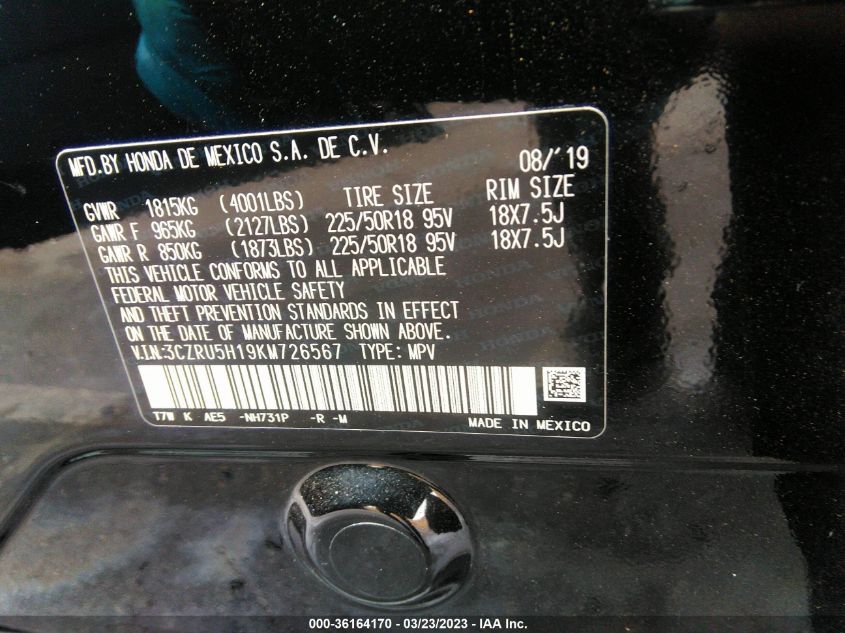 MFD.BY HONDA DE MEXICO S.A. DE C.V. 08/'19
GVWR 1815KG (4001LBS) TIRE SIZE RIM SIZE
GAWR F 965KG (2127LBS) 225/50R18 95V 18X7.5J
GAWR R 850KG (1873LBS) 225/50R18 95V 18X7.5J
THIS VEHICLE CONFORMS TO ALL APPLICABLE
FEDERAL MOTOR VEHICLE SAFETY
AND THEFT PREVENTION STANDARDS IN EFFECT
ON THE DATE OF MANUFACTURE SHOWN ABOVE.
V.I.N:3CZRU5H19KM726567 TYPE: MPV
T7W K AE5 -NH731P -R -M MADE IN MEXICO
000-36164170 - 03/23/2023 - IAA Inc.